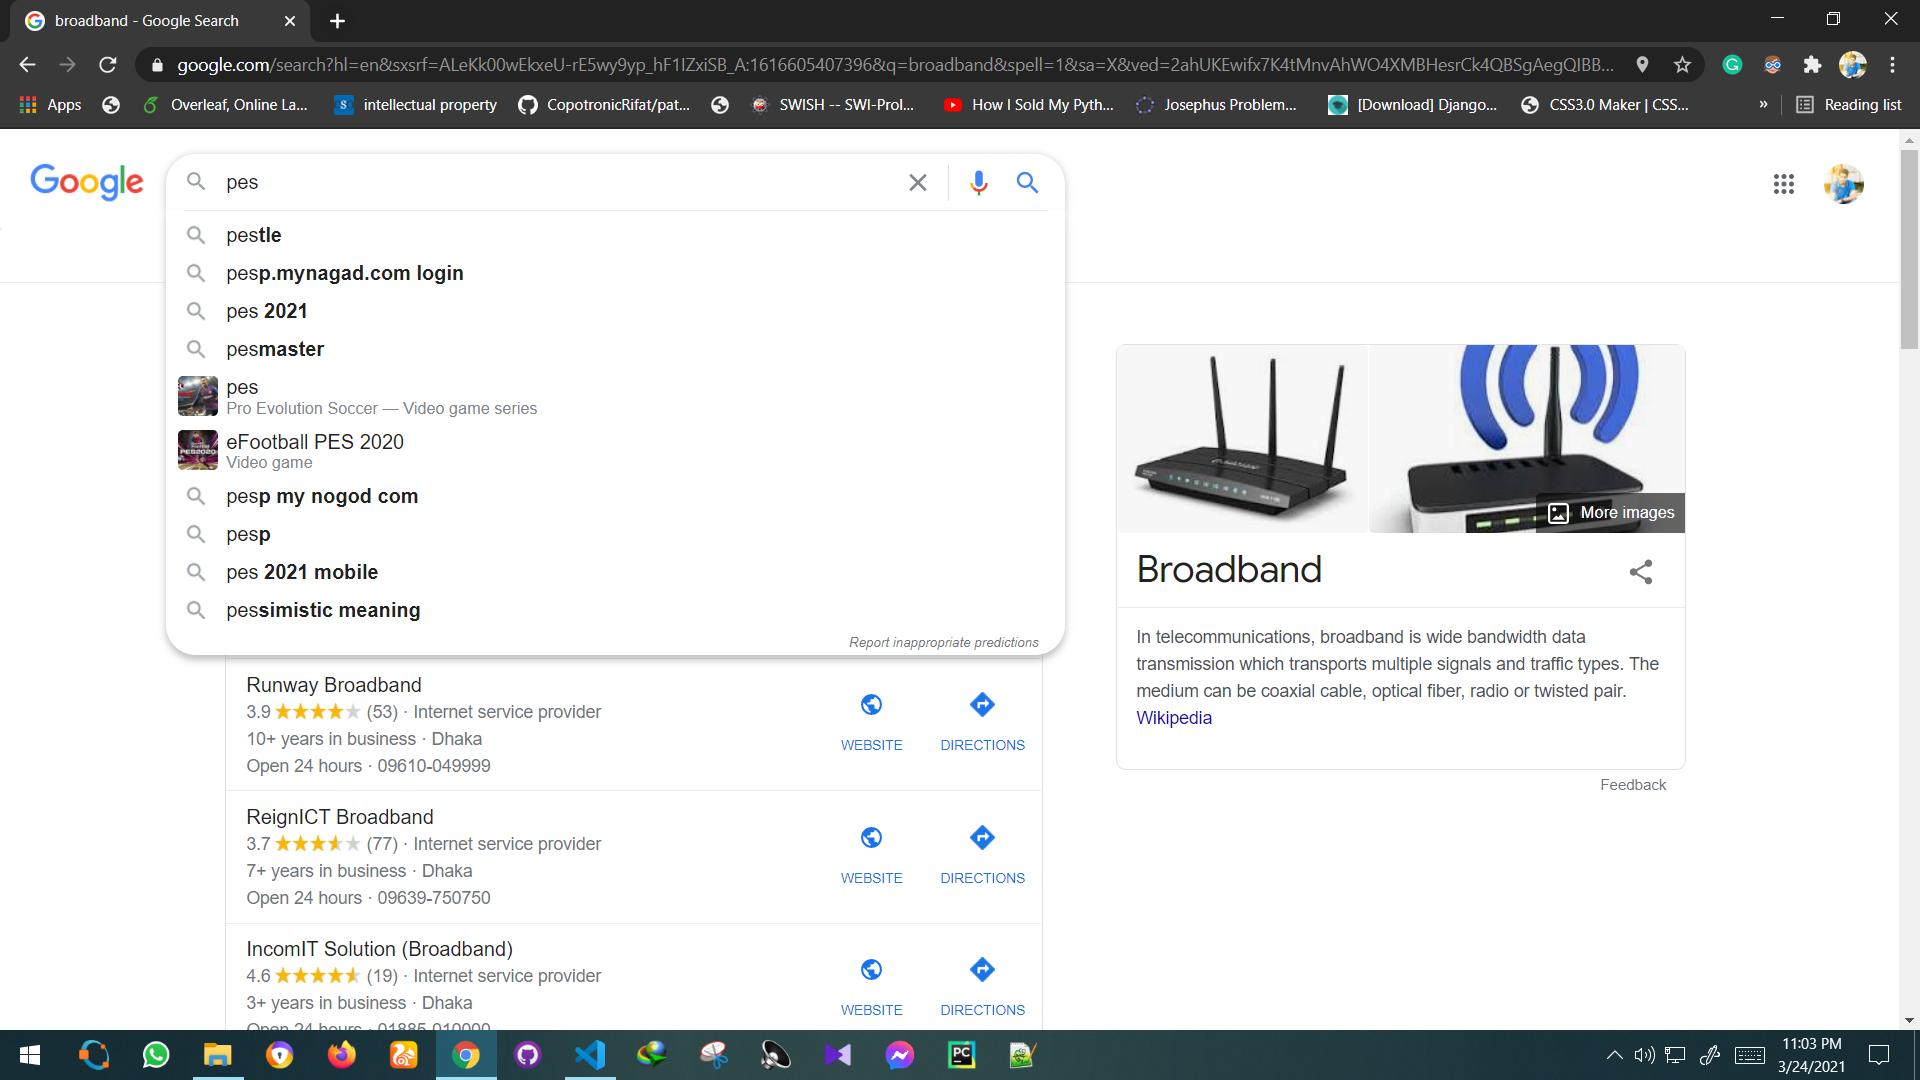 broadband - Google Search
google.com/search?hl=en&sxsrf=ALeKk00wEkxeU-rE5wy9yp_hF1IZxiSB_A:1616605407396&q=broadband&spell=1&sa=X&ved=2ahUKEwifx7K4tMnvAhWO4XMBHesrCk4QBSgAegQIBB...
Apps
Overleaf, Online La...
intellectual property
CopotronicRifat/pat...
SWISH -- SWI-Prol...
How I Sold My Pyth...
Josephus Problem...
[Download] Django...
CSS3.0 Maker | CSS...
»
Reading list
Google
pes
pestle
pesp.mynagad.com login
pes 2021
pesmaster
pes
Pro Evolution Soccer — Video game series
eFootball PES 2020
Video game
pesp my nogod com
pesp
pes 2021 mobile
pessimistic meaning
Report inappropriate predictions
Runway Broadband
3.9 (53) · Internet service provider
10+ years in business · Dhaka
Open 24 hours · 09610-049999
WEBSITE
DIRECTIONS
ReignICT Broadband
3.7 (77) · Internet service provider
7+ years in business · Dhaka
Open 24 hours · 09639-750750
WEBSITE
DIRECTIONS
IncomIT Solution (Broadband)
4.6 (19) · Internet service provider
3+ years in business · Dhaka
Open 24 hours · 01885-010000
WEBSITE
DIRECTIONS
More images
Broadband
In telecommunications, broadband is wide bandwidth data
transmission which transports multiple signals and traffic types. The
medium can be coaxial cable, optical fiber, radio or twisted pair.
Wikipedia
Feedback
PC
11:03 PM
3/24/2021